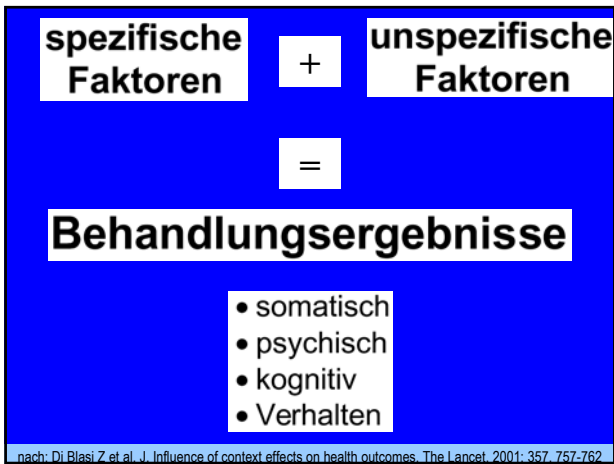 spezifische + unspezifische
Faktoren Faktoren
=
Behandlungsergebnisse
• somatisch
• psychisch
• kognitiv
• Verhalten
nach: Di Blasi Z et al. J. Influence of context effects on health outcomes. The Lancet. 2001; 357. 757-762